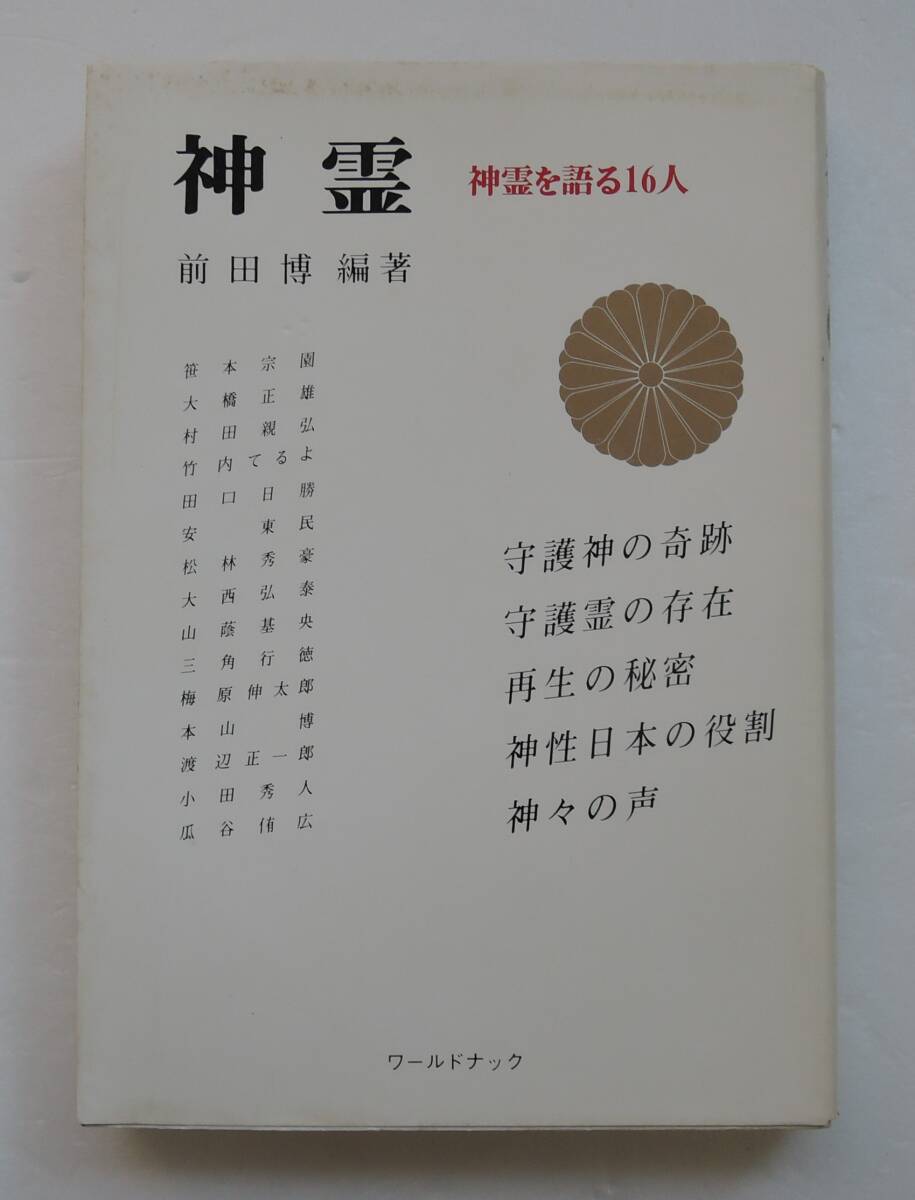 神霊
神霊を語る16人
前田博 編著
笹本宗園
大橋正雄
村田親弘
竹内てるよ
田口日勝
安東民
松林秀豪
大西弘泰
山蔭基央
三角行徳
梅原伸太郎
本山博
渡辺正一郎
小田秀人
瓜谷侑広
守護神の奇跡
守護霊の存在
再生の秘密
神性日本の役割
神々の声
ワールドナック